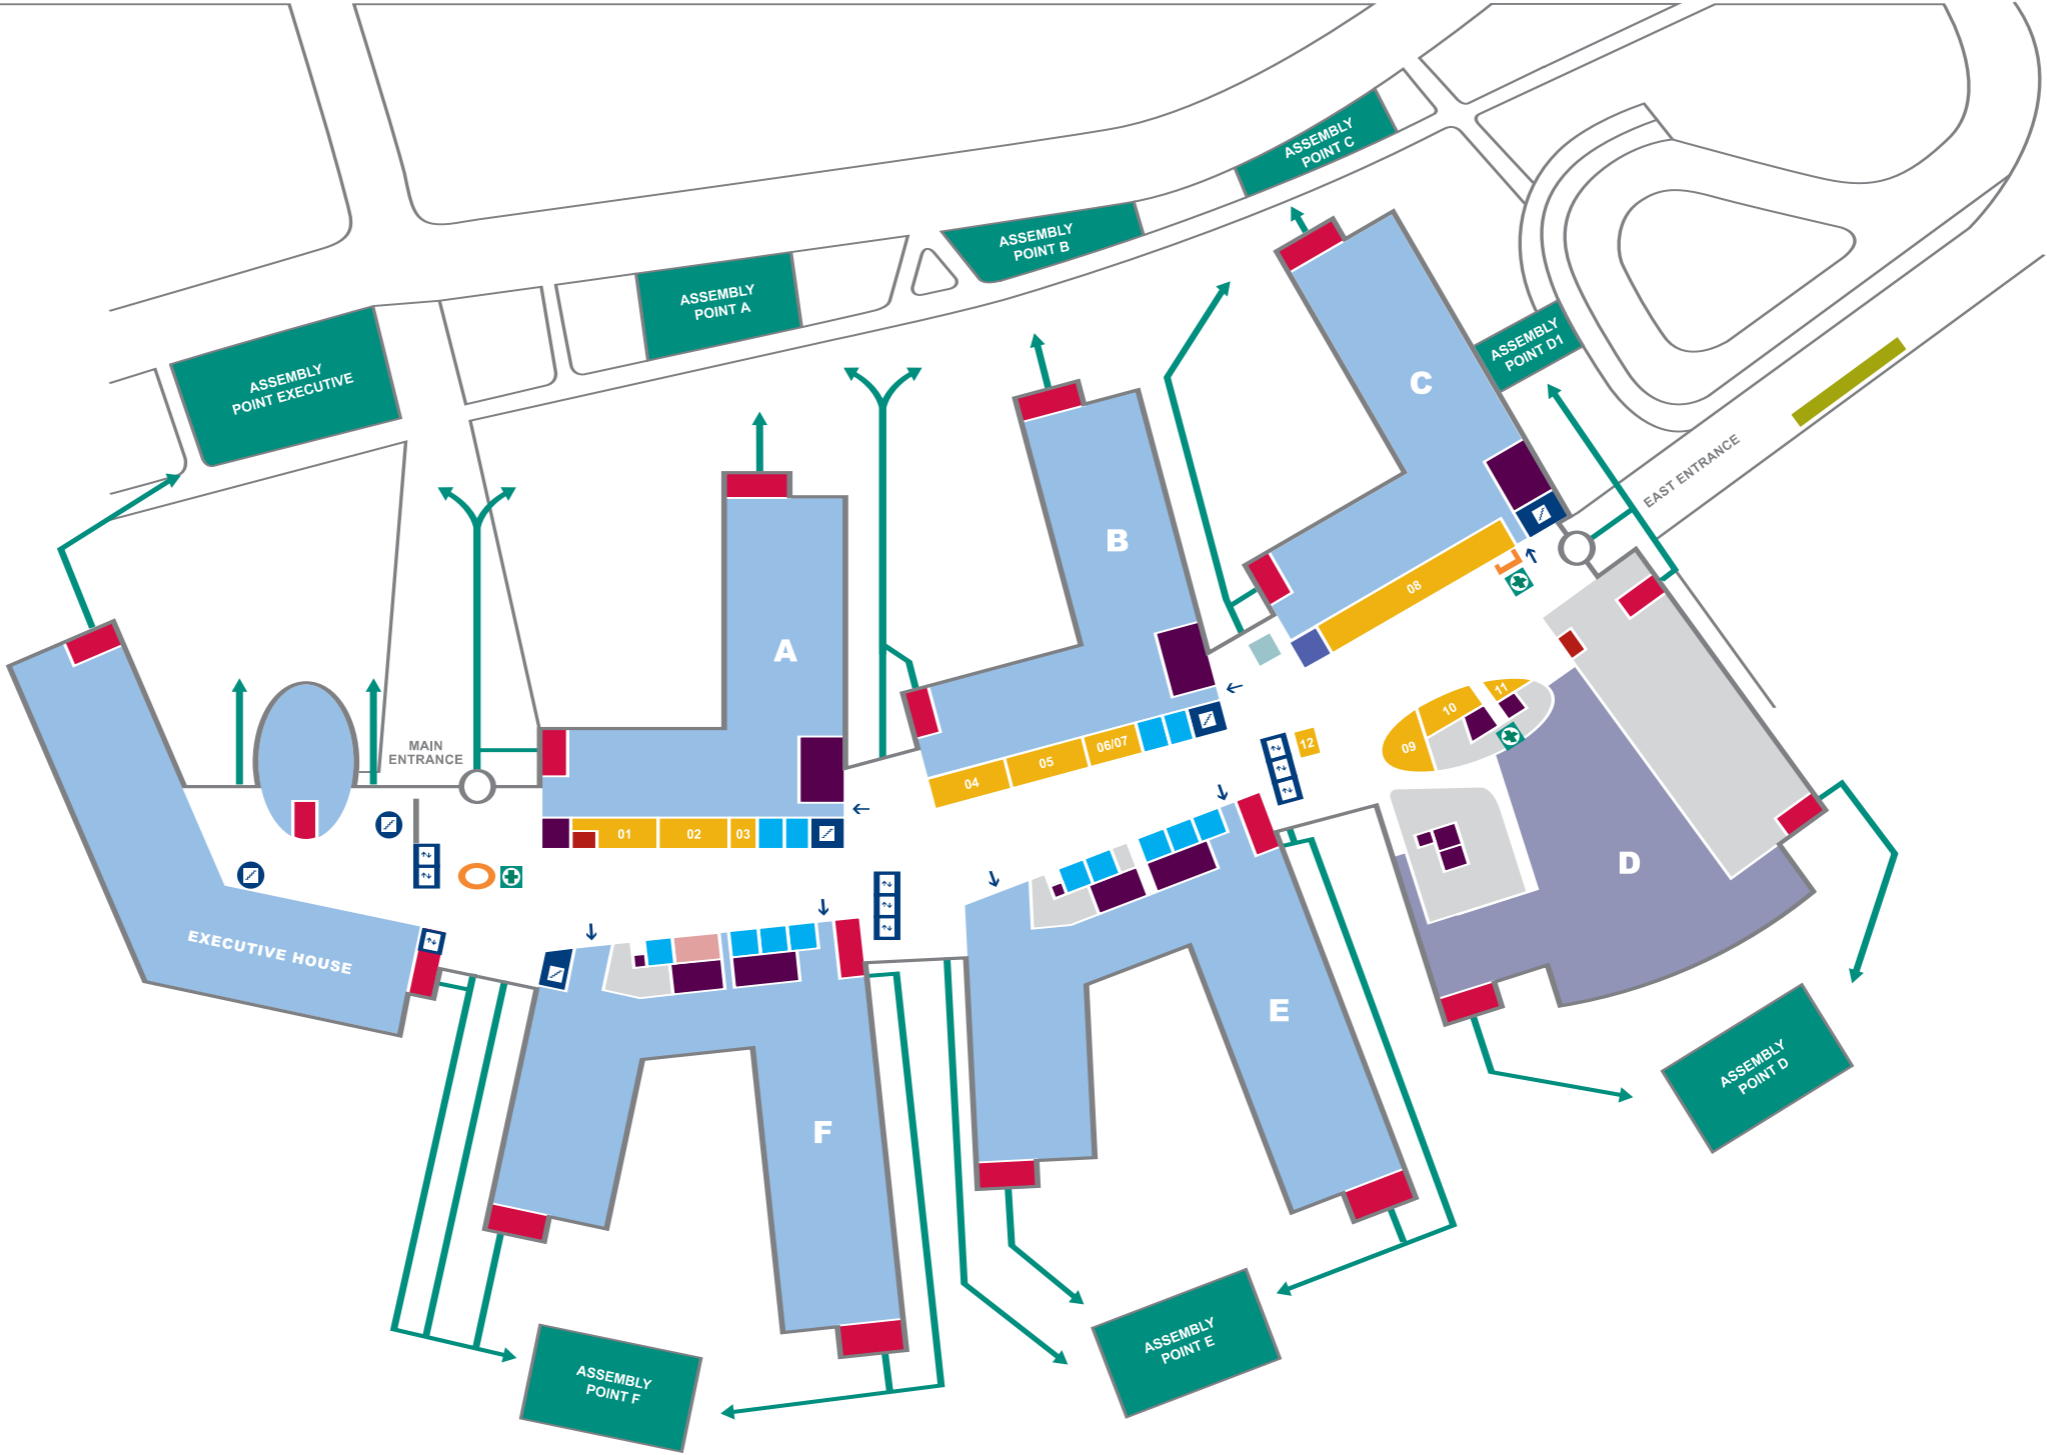 ASSEMBLY
POINT C
ASSEMBLY
POINT B
ASSEMBLY
POINT A
ASSEMBLY
POINT EXECUTIVE
ASSEMBLY
POINT D1
C
EAST ENTRANCE
B
08
A
MAIN
ENTRANCE
11
10
09
12
06/07
05
04
01
02
03
D
EXECUTIVE HOUSE
E
F
ASSEMBLY
POINT D
ASSEMBLY
POINT E
ASSEMBLY
POINT F